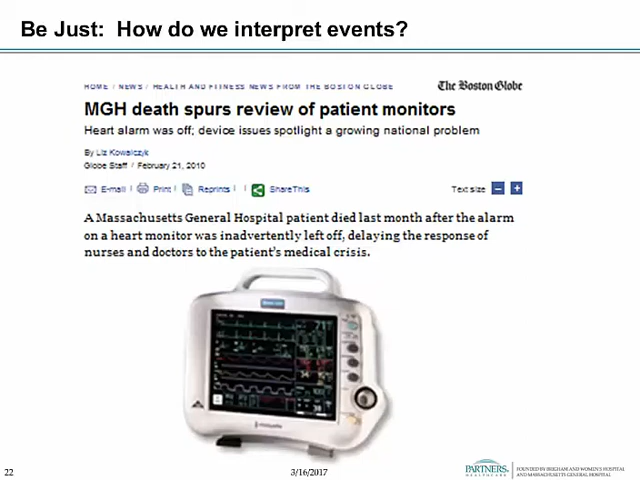 Be Just: How do we interpret events?
HOME / NEWS / HEALTH AND FITNESS NEWS FROM THE BOSTON GLOBE
The Boston Globe
MGH death spurs review of patient monitors
Heart alarm was off; device issues spotlight a growing national problem
By Liz Kowalczyk
Globe Staff / February 21, 2010
E-mail | Print | Reprints | ShareThis Text size – +
A Massachusetts General Hospital patient died last month after the alarm
on a heart monitor was inadvertently left off, delaying the response of
nurses and doctors to the patient's medical crisis.
22 3/16/2017
PARTNERS.
HEALTHCARE
FOUNDED BY BRIGHAM AND WOMEN'S HOSPITAL
AND MASSACHUSETTS GENERAL HOSPITAL